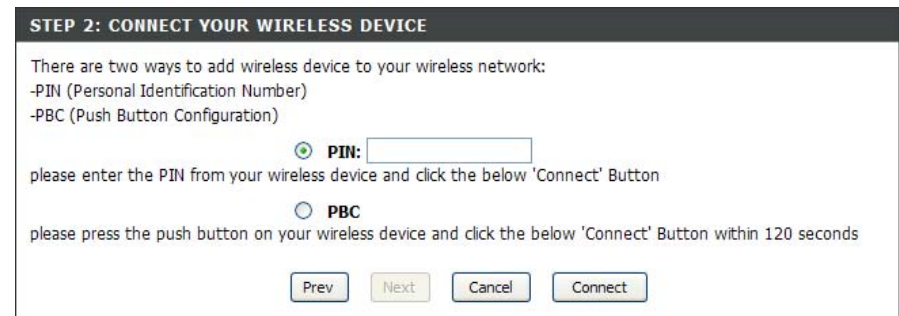 STEP 2: CONNECT YOUR WIRELESS DEVICE
There are two ways to add wireless device to your wireless network:
-PIN (Personal Identification Number)
-PBC (Push Button Configuration)
PIN:
please enter the PIN from your wireless device and click the below 'Connect' Button
PBC
please press the push button on your wireless device and click the below 'Connect' Button within 120 seconds
Prev Next Cancel Connect